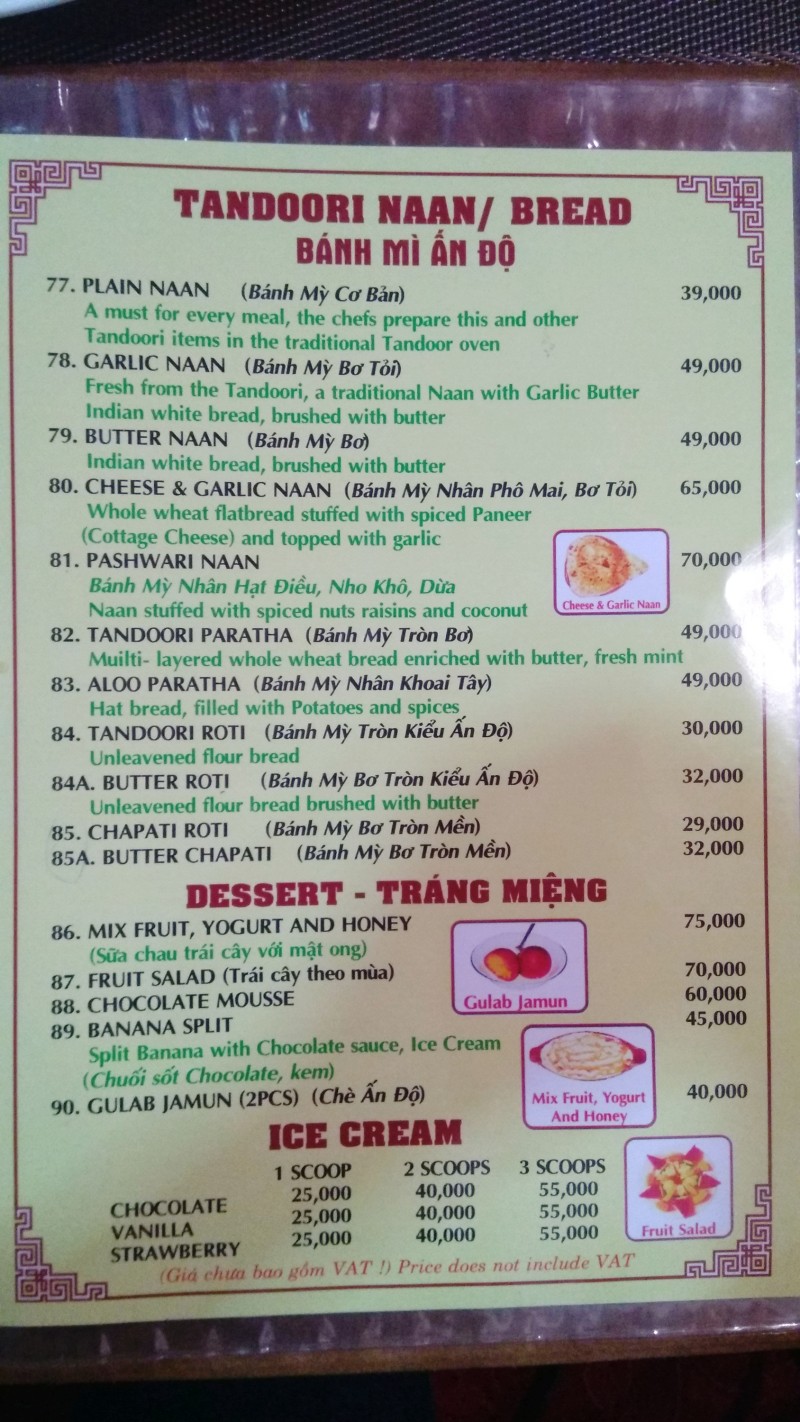 TANDOORI NAAN/ BREAD
BÁNH MÌ ẤN ĐỘ
77. PLAIN NAAN (Bánh Mỳ Cơ Bản) 39,000
A must for every meal, the chefs prepare this and other
Tandoori items in the traditional Tandoor oven
78. GARLIC NAAN (Bánh Mỳ Bơ Tỏi) 49,000
Fresh from the Tandoori, a traditional Naan with Garlic Butter
Indian white bread, brushed with butter
79. BUTTER NAAN (Bánh Mỳ Bơ) 49,000
Indian white bread, brushed with butter
80. CHEESE & GARLIC NAAN (Bánh Mỳ Nhân Phô Mai, Bơ Tỏi) 65,000
Whole wheat flatbread stuffed with spiced Paneer
(Cottage Cheese) and topped with garlic
81. PASHWARI NAAN 70,000
Bánh Mỳ Nhân Hạt Điều, Nho Khô, Dừa
Naan stuffed with spiced nuts raisins and coconut
Cheese & Garlic Naan
82. TANDOORI PARATHA (Bánh Mỳ Tròn Bơ) 49,000
Muilti- layered whole wheat bread enriched with butter, fresh mint
83. ALOO PARATHA (Bánh Mỳ Nhân Khoai Tây) 49,000
Hat bread, filled with Potatoes and spices
84. TANDOORI ROTI (Bánh Mỳ Tròn Kiểu Ấn Độ) 30,000
Unleavened flour bread
84A. BUTTER ROTI (Bánh Mỳ Bơ Tròn Kiểu Ấn Độ) 32,000
Unleavened flour bread brushed with butter
85. CHAPATI ROTI (Bánh Mỳ Bơ Tròn Mền) 29,000
85A. BUTTER CHAPATI (Bánh Mỳ Bơ Tròn Mền) 32,000
DESSERT - TRÁNG MIỆNG
86. MIX FRUIT, YOGURT AND HONEY 75,000
(Sữa chau trái cây với mật ong)
87. FRUIT SALAD (Trái cây theo mùa) 70,000
88. CHOCOLATE MOUSSE 60,000
Gulab Jamun
89. BANANA SPLIT 45,000
Split Banana with Chocolate sauce, Ice Cream
(Chuối sốt Chocolate, kem)
90. GULAB JAMUN (2PCS) (Chè Ấn Độ) 40,000
Mix Fruit, Yogurt
And Honey
ICE CREAM
1 SCOOP 2 SCOOPS 3 SCOOPS
CHOCOLATE 25,000 40,000 55,000
VANILLA 25,000 40,000 55,000
STRAWBERRY 25,000 40,000 55,000
Fruit Salad
(Giá chưa bao gồm VAT !) Price does not include VAT